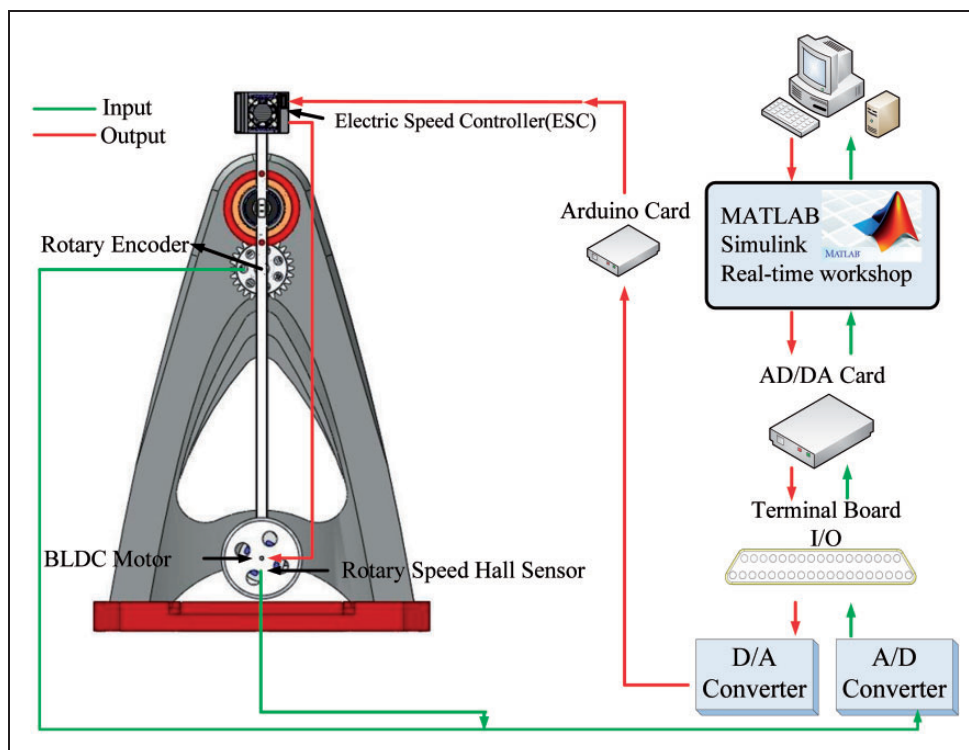 Input
Output
Electric Speed Controller(ESC)
Rotary Encoder
BLDC Motor
Rotary Speed Hall Sensor
Arduino Card
MATLAB
Simulink
Real-time workshop
MATLAB
AD/DA Card
Terminal Board
I/O
D/A
Converter
A/D
Converter